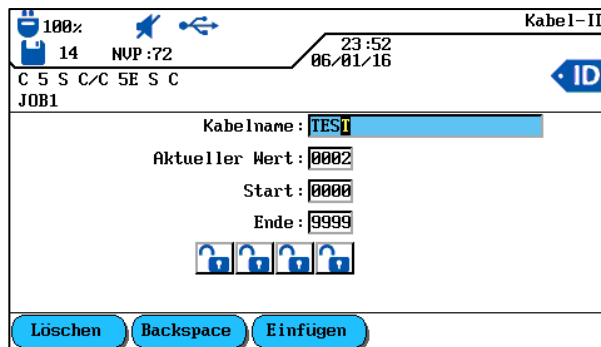 100% Kabel-ID
14 NVP:72 23:52
06/01/16
ID
C 5 S C/C 5E S C
JOB1
Kabelname: TEST
Aktueller Wert: 0002
Start: 0000
Ende: 9999
Löschen Backspace Einfügen